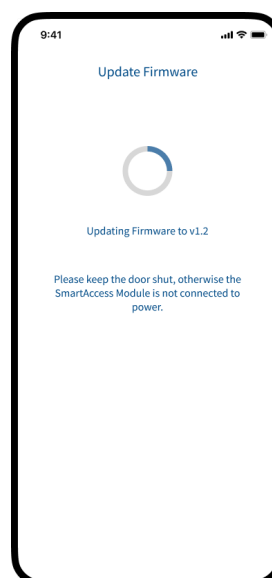 9:41
Update Firmware
Updating Firmware to v1.2
Please keep the door shut, otherwise the
SmartAccess Module is not connected to
power.